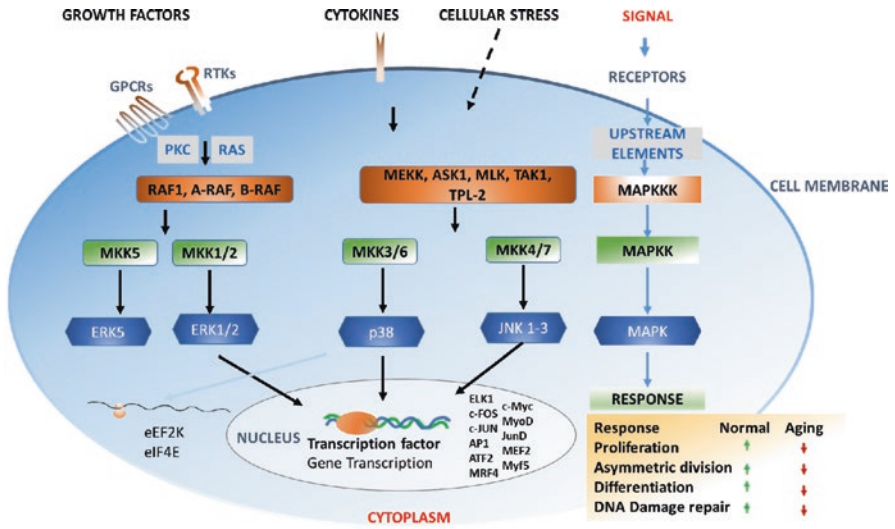 GROWTH FACTORS
CYTOKINES
CELLULAR STRESS
SIGNAL
GPCRs
RTKs
RECEPTORS
PKC
RAS
UPSTREAM
ELEMENTS
RAF1, A-RAF, B-RAF
MEKK, ASK1, MLK, TAK1,
TPL-2
MAPKKK
CELL MEMBRANE
MKK5
MKK1/2
MKK3/6
MKK4/7
MAPKK
ERK5
ERK1/2
p38
JNK 1-3
MAPK
RESPONSE
eEF2K
eIF4E
NUCLEUS
Transcription factor
Gene Transcription
ELK1
c-FOS
c-JUN
AP1
ATF2
MRF4
c-Myc
MyoD
JunD
MEF2
Myf5
Response Normal Aging
Proliferation
Asymmetric division
Differentiation
DNA Damage repair
CYTOPLASM